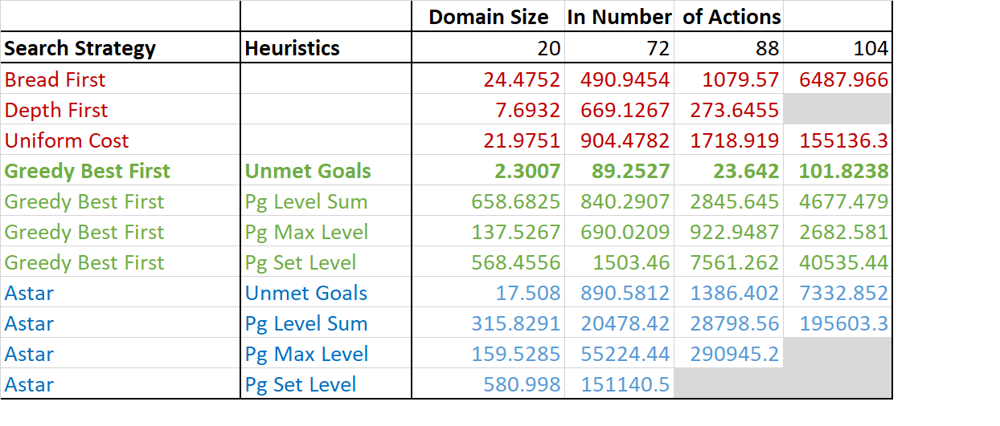 Domain Size In Number of Actions
Search Strategy Heuristics 20 72 88 104
Bread First 24.4752 490.9454 1079.57 6487.966
Depth First 7.6932 669.1267 273.6455
Uniform Cost 21.9751 904.4782 1718.919 155136.3
Greedy Best First Unmet Goals 2.3007 89.2527 23.642 101.8238
Greedy Best First Pg Level Sum 658.6825 840.2907 2845.645 4677.479
Greedy Best First Pg Max Level 137.5267 690.0209 922.9487 2682.581
Greedy Best First Pg Set Level 568.4556 1503.46 7561.262 40535.44
Astar Unmet Goals 17.508 890.5812 1386.402 7332.852
Astar Pg Level Sum 315.8291 20478.42 28798.56 195603.3
Astar Pg Max Level 159.5285 55224.44 290945.2
Astar Pg Set Level 580.998 151140.5